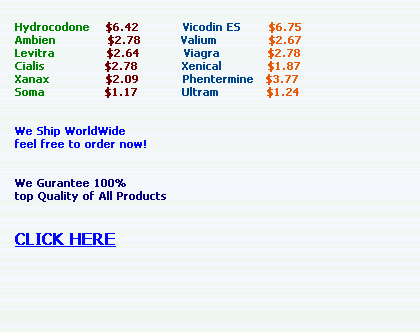 Hydrocodone $6.42 Vicodin ES $6.75
Ambien $2.78 Valium $2.67
Levitra $2.64 Viagra $2.78
Cialis $2.78 Xenical $1.87
Xanax $2.09 Phentermine $3.77
Soma $1.17 Ultram $1.24
We Ship WorldWide
feel free to order now!
We Gurantee 100%
top Quality of All Products
CLICK HERE